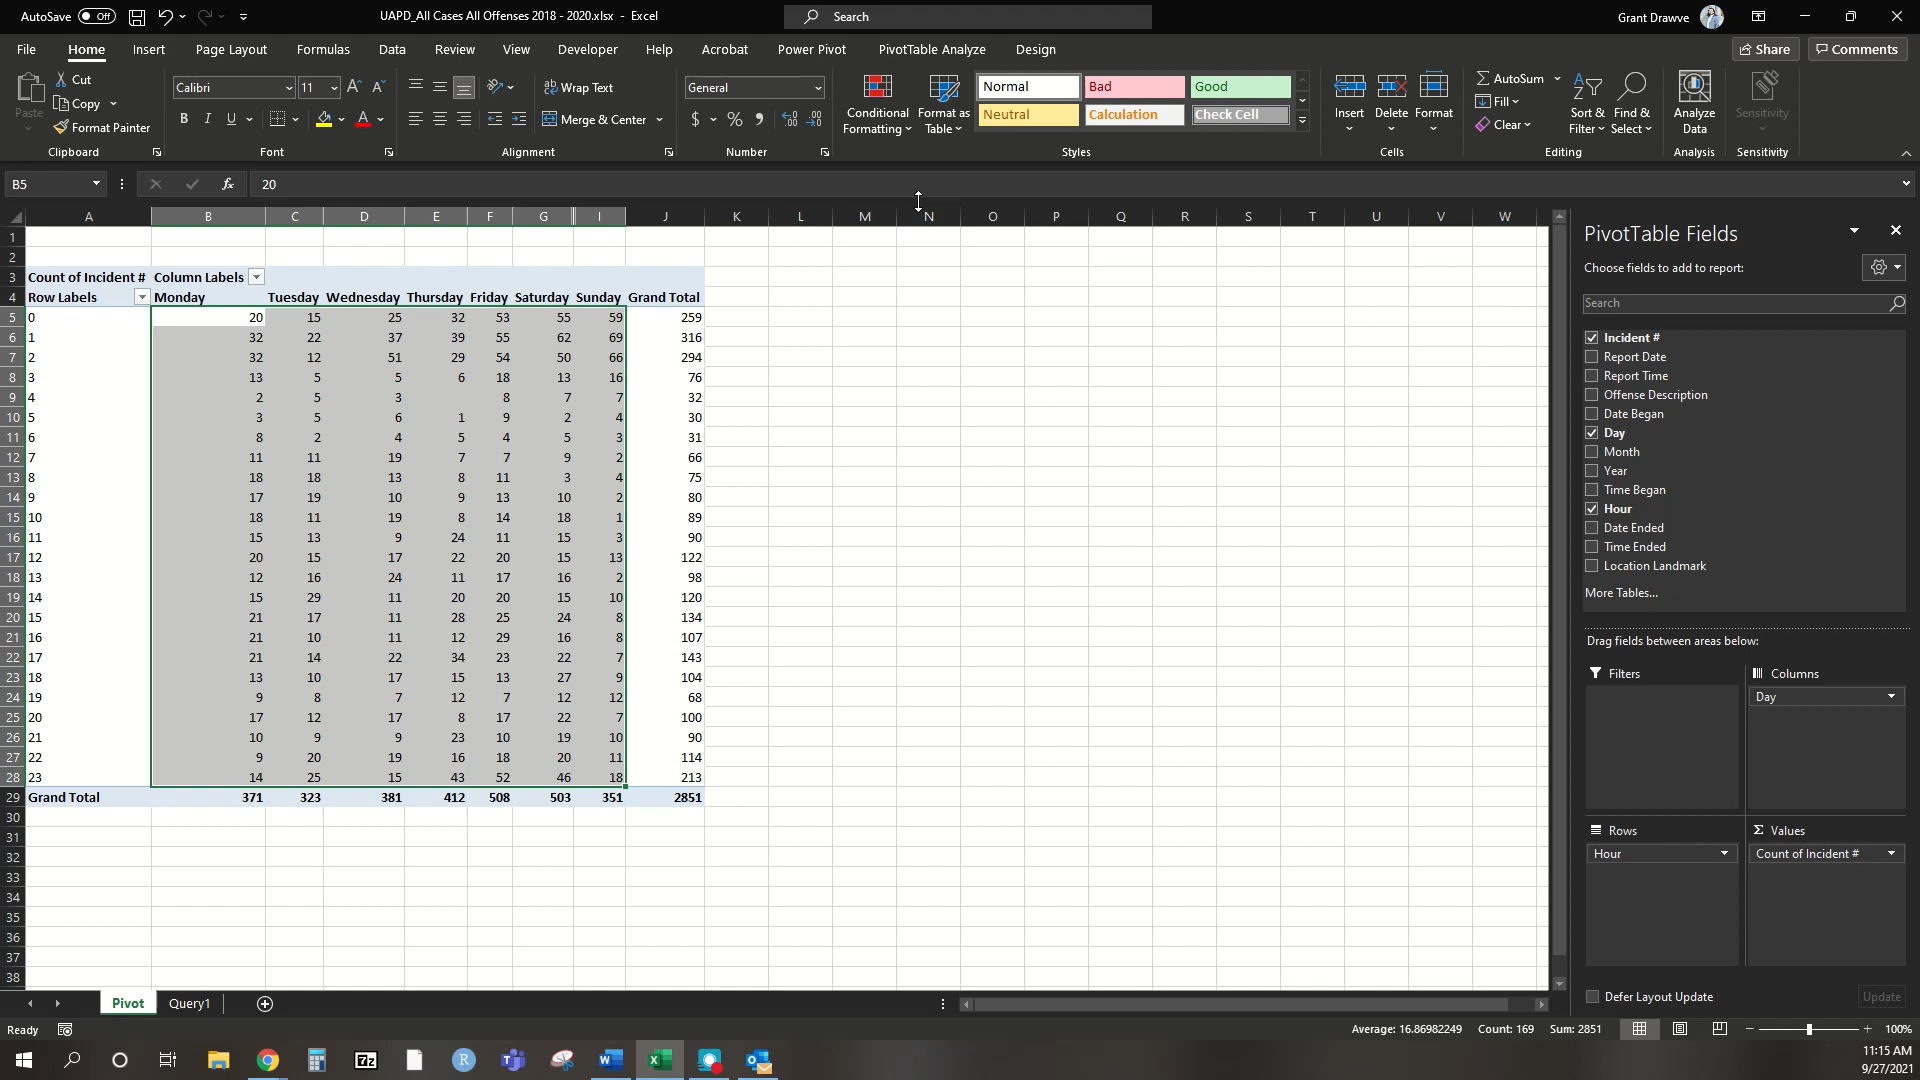 AutoSave Off UAPD_All Cases All Offenses 2018 - 2020.xlsx - Excel Search Grant Drawve
File Home Insert Page Layout Formulas Data Review View Developer Help Acrobat Power Pivot PivotTable Analyze Design Share Comments
Paste Cut Copy Format Painter Clipboard
Calibri 11 A A B I U A Font
Wrap Text Merge & Center Alignment
General $ % Number
Conditional Formatting Format as Table Normal Bad Good Neutral Calculation Check Cell Styles
Insert Delete Format Cells
AutoSum Fill Clear Sort & Filter Find & Select Editing
Analyze Data Analysis Sensitivity Sensitivity
B5 fx 20
A B C D E F G I J K L M N O P Q R S T U V W
1
2
3 Count of Incident # Column Labels
4 Row Labels Monday Tuesday Wednesday Thursday Friday Saturday Sunday Grand Total
5 0 20 15 25 32 53 55 59 259
6 1 32 22 37 39 55 62 69 316
7 2 32 12 51 29 54 50 66 294
8 3 13 5 5 6 18 13 16 76
9 4 2 5 3 8 7 7 32
10 5 3 5 6 1 9 2 4 30
11 6 8 2 4 5 4 5 3 31
12 7 11 11 19 7 7 9 2 66
13 8 18 18 13 8 11 3 4 75
14 9 17 19 10 9 13 10 2 80
15 10 18 11 19 8 14 18 1 89
16 11 15 13 9 24 11 15 3 90
17 12 20 15 17 22 20 15 13 122
18 13 12 16 24 11 17 16 2 98
19 14 15 29 11 20 20 15 10 120
20 15 21 17 11 28 25 24 8 134
21 16 21 10 11 12 29 16 8 107
22 17 21 14 22 34 23 22 7 143
23 18 13 10 17 15 13 27 9 104
24 19 9 8 7 12 7 12 12 68
25 20 17 12 17 8 17 22 7 100
26 21 10 9 9 23 10 19 10 90
27 22 9 20 19 16 18 20 11 114
28 23 14 25 15 43 52 46 18 213
29 Grand Total 371 323 381 412 508 503 351 2851
30
31
32
33
34
35
36
37
38
PivotTable Fields
Choose fields to add to report:
Search
Incident #
Report Date
Report Time
Offense Description
Date Began
Day
Month
Year
Time Began
Hour
Date Ended
Time Ended
Location Landmark
More Tables...
Drag fields between areas below:
Filters Columns
Day
Rows Σ Values
Hour Count of Incident #
Defer Layout Update Update
Pivot Query1
Ready Average: 16.86982249 Count: 169 Sum: 2851 100%
7z R T W X O
11:15 AM
9/27/2021